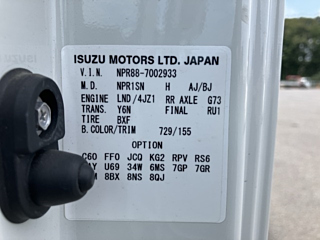 ISUZU MOTORS LTD. JAPAN
V.I.N. NPR88-7002933
M.D. NPR1SN H AJ/BJ
ENGINE LND/4JZ1 RR AXLE G73
TRANS. Y6N FINAL RU1
TIRE BXF
B.COLOR/TRIM 729/155
OPTION
C60 FF0 JCQ KG2 RPV RS6
U69 34W 6MS 7GP 7GR
8BX 8NS 8QJ